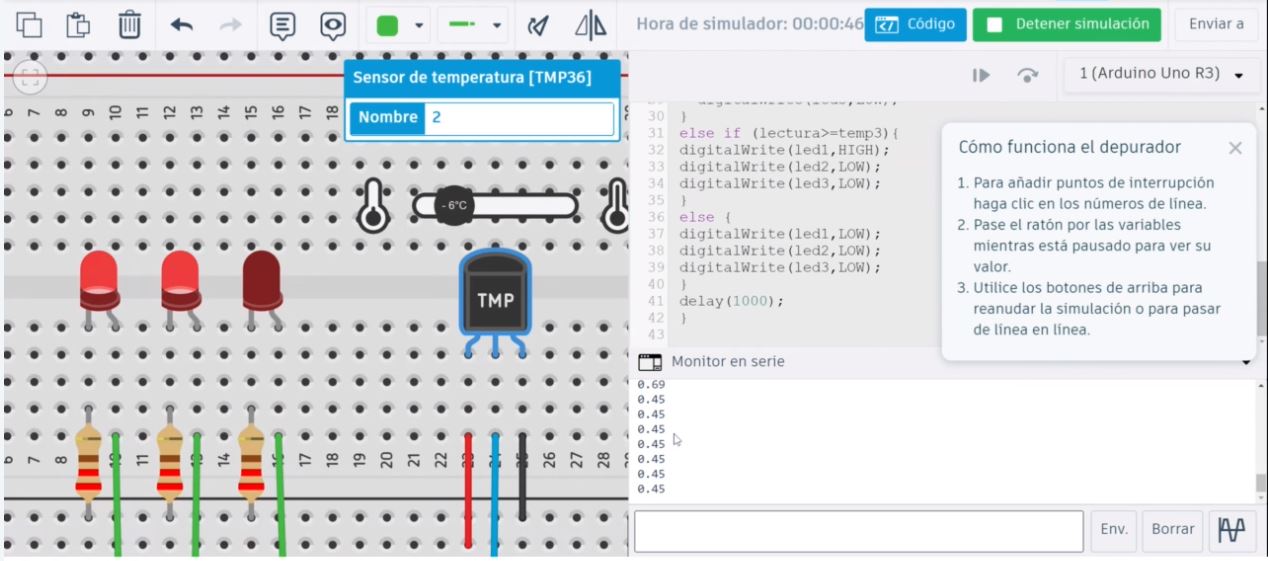 Hora de simulador: 00:00:46
Código
Detener simulación
Enviar a
1 (Arduino Uno R3)
Sensor de temperatura [TMP36]
Nombre 2
6 7 8 9 10 11 12 13 14 15 16 17 18
- 6°C
TMP
30 }
31 else if (lectura>=temp3){
32 digitalWrite(led1,HIGH);
33 digitalWrite(led2,LOW);
34 digitalWrite(led3,LOW);
35 }
36 else {
37 digitalWrite(led1,LOW);
38 digitalWrite(led2,LOW);
39 digitalWrite(led3,LOW);
40 }
41 delay(1000);
42 }
43
Cómo funciona el depurador
1. Para añadir puntos de interrupción
haga clic en los números de línea.
2. Pase el ratón por las variables
mientras está pausado para ver su
valor.
3. Utilice los botones de arriba para
reanudar la simulación o para pasar
de línea en línea.
Monitor en serie
0.69
0.45
0.45
0.45
0.45
0.45
0.45
0.45
Env.
Borrar
6 7 8 9 10 11 12 13 14 15 16 17 18 19 20 21 22 23 24 25 26 27 28